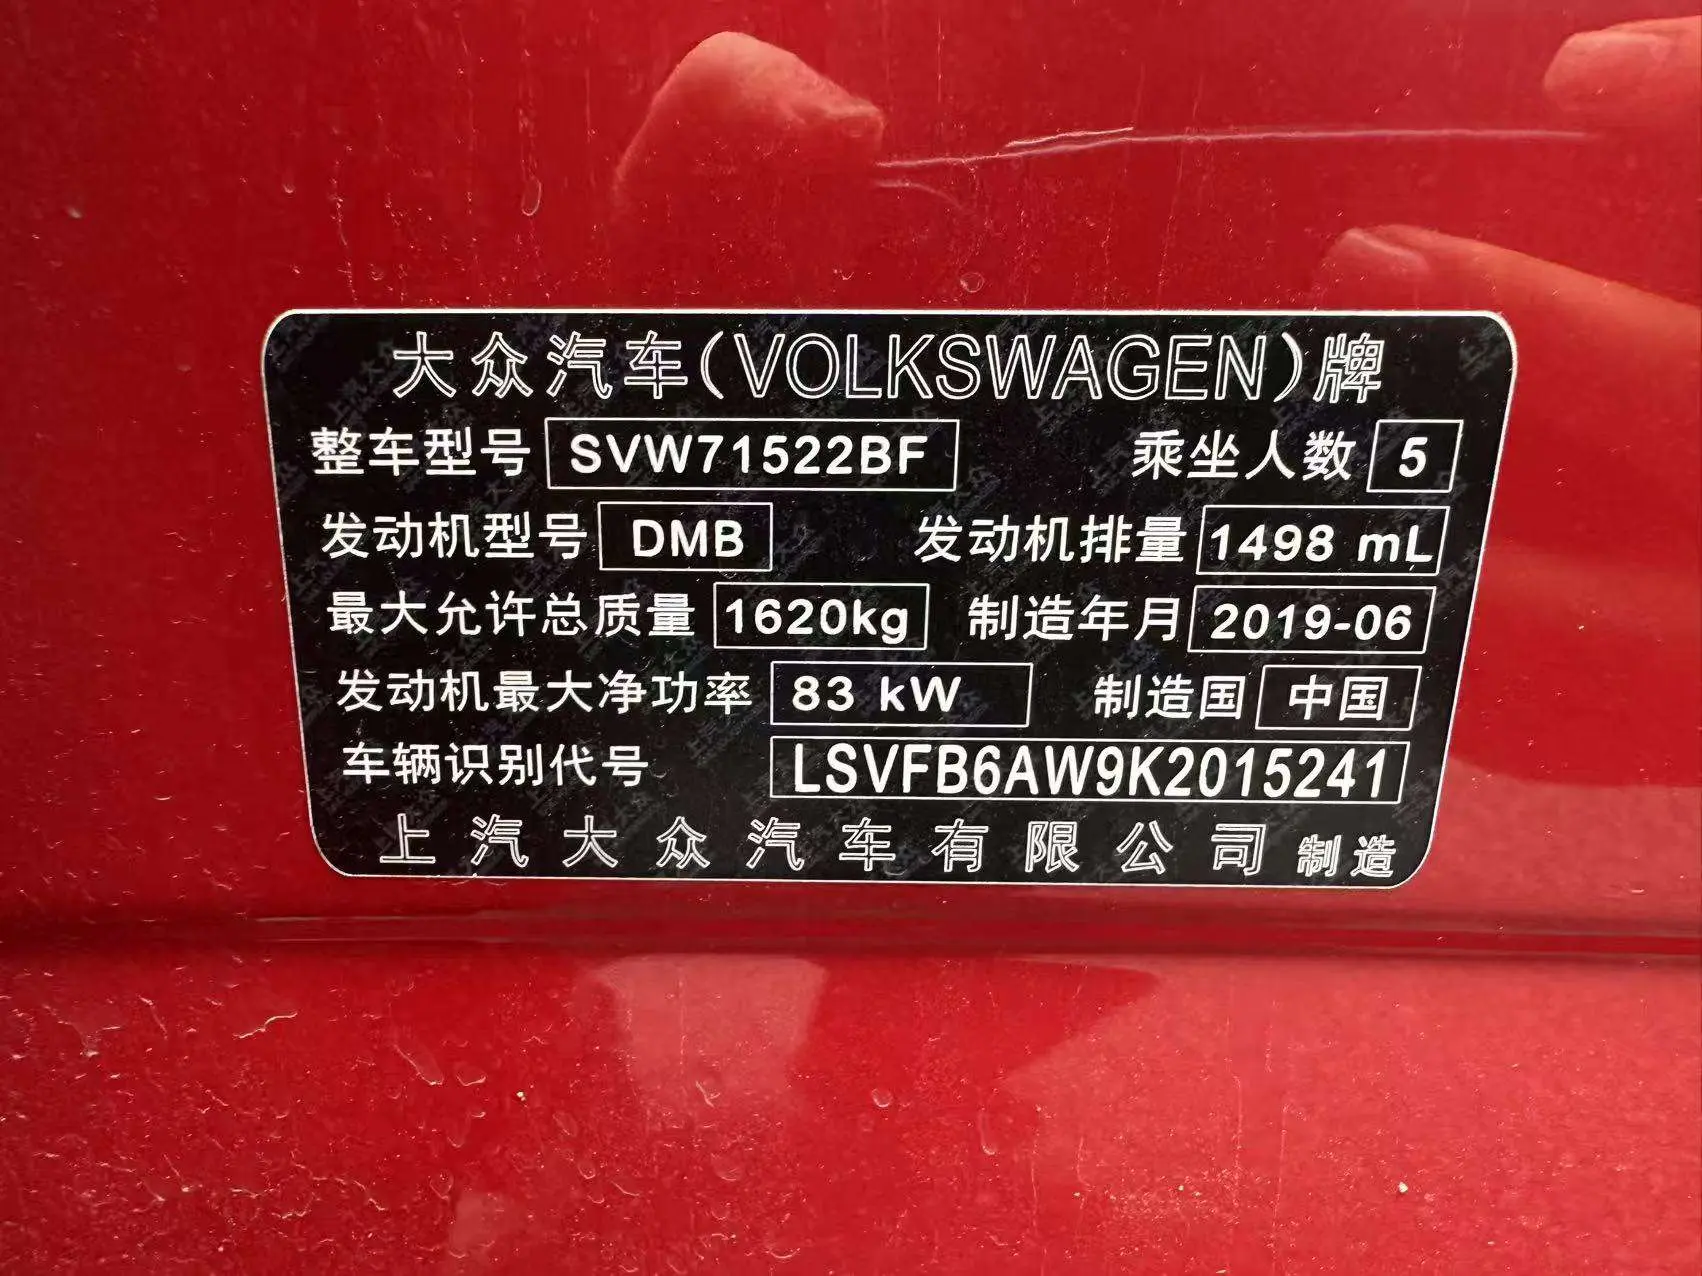 大众汽车(VOLKSWAGEN)牌
整车型号 SVW71522BF 乘坐人数 5
发动机型号 DMB 发动机排量 1498 mL
最大允许总质量 1620kg 制造年月 2019-06
发动机最大净功率 83 kW 制造国 中国
车辆识别代号 LSVFB6AW9K2015241
上汽大众汽车有限公司 制造